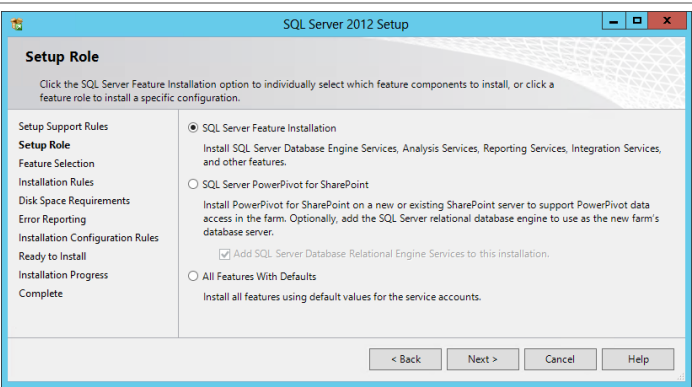 SQL Server 2012 Setup
Setup Role
Click the SQL Server Feature Installation option to individually select which feature components to install, or click a
feature role to install a specific configuration.
Setup Support Rules
Setup Role
Feature Selection
Installation Rules
Disk Space Requirements
Error Reporting
Installation Configuration Rules
Ready to Install
Installation Progress
Complete
SQL Server Feature Installation
Install SQL Server Database Engine Services, Analysis Services, Reporting Services, Integration Services,
and other features.
SQL Server PowerPivot for SharePoint
Install PowerPivot for SharePoint on a new or existing SharePoint server to support PowerPivot data
access in the farm. Optionally, add the SQL Server relational database engine to use as the new farm's
database server.
Add SQL Server Database Relational Engine Services to this installation.
All Features With Defaults
Install all features using default values for the service accounts.
< Back
Next >
Cancel
Help